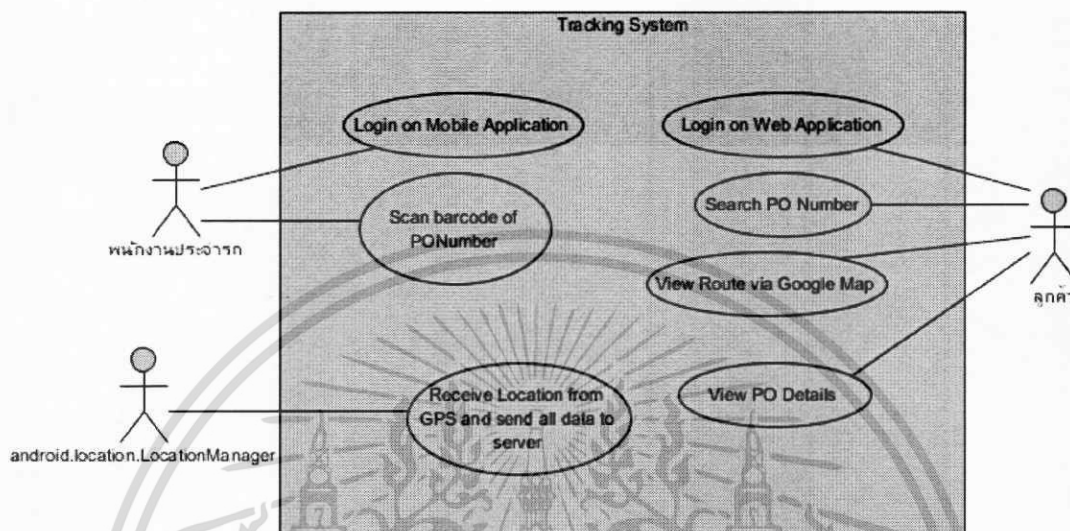 Tracking System
Login on Mobile Application
Login on Web Application
Scan barcode of
PONumber
Search PO Number
พนักงานประจำรถ
View Route via Google Map
ลูกค้า
Receive Location from
GPS and send all data to
server
View PO Details
android.location.LocationManager